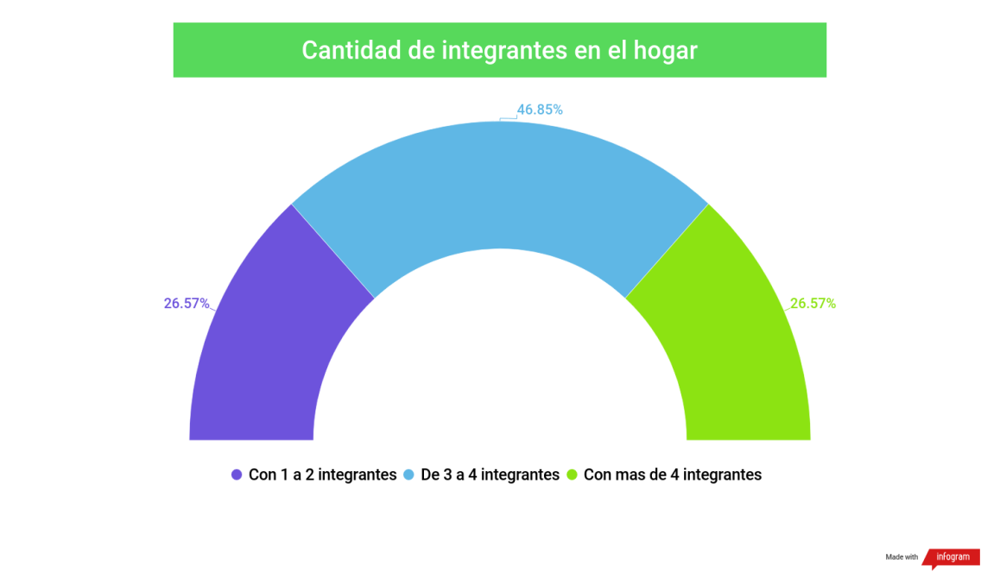 Cantidad de integrantes en el hogar
46.85%
26.57%
26.57%
Con 1 a 2 integrantes De 3 a 4 integrantes Con mas de 4 integrantes
Made with infogram